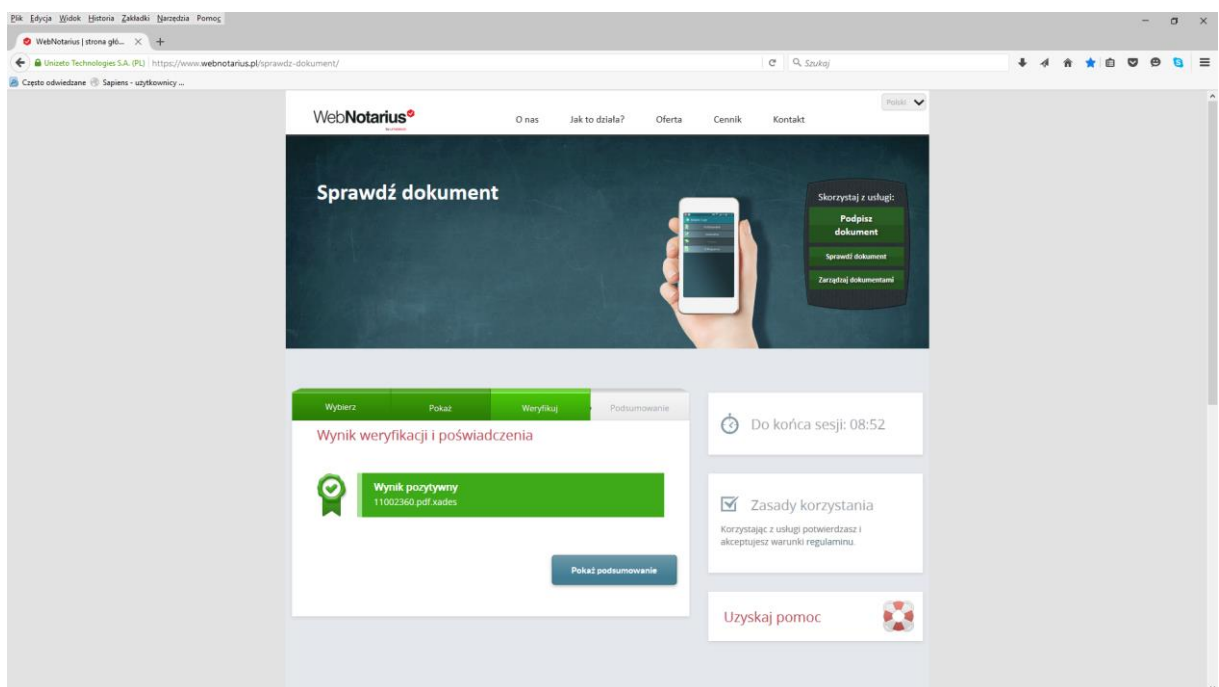 Plik Edycja Widok Historia Zakładki Narzędzia Pomoc
WebNotarius | strona głó...
Unizeto Technologies S.A. (PL) https://www.webnotarius.pl/sprawdz-dokument/
Szukaj
Często odwiedzane Sapiens - użytkownicy ...
Polski
WebNotarius
O nas Jak to działa? Oferta Cennik Kontakt
Sprawdź dokument
Skorzystaj z usługi:
Podpisz
dokument
Sprawdź dokument
Zarządzaj dokumentami
Wybierz Pokaż Weryfikuj Podsumowanie
Wynik weryfikacji i poświadczenia
Wynik pozytywny
11002360.pdf.xades
Pokaż podsumowanie
Do końca sesji: 08:52
Zasady korzystania
Korzystając z usługi potwierdzasz i
akceptujesz warunki regulaminu.
Uzyskaj pomoc